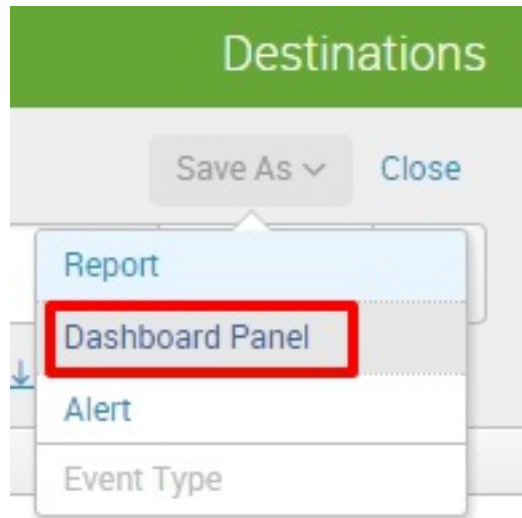 Destinations
Save As Close
Report
Dashboard Panel
Alert
Event Type